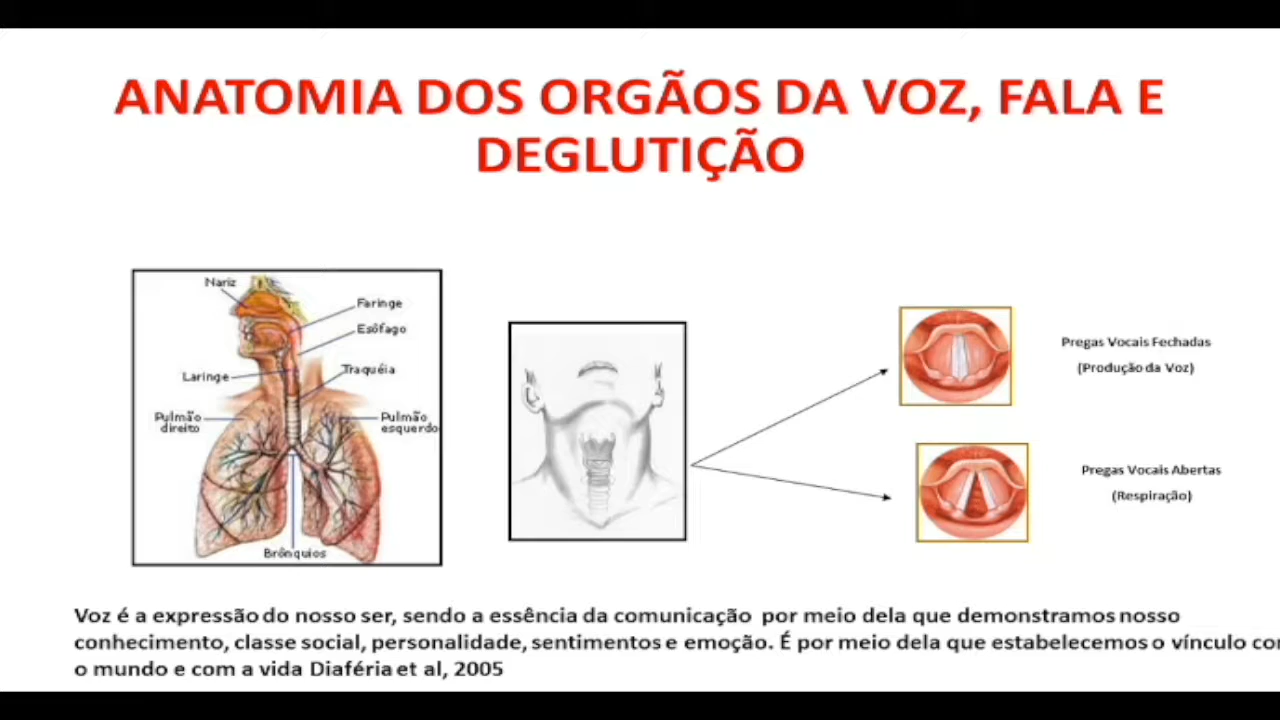 ANATOMIA DOS ORGÃOS DA VOZ, FALA E
DEGLUTIÇÃO
Nariz
Faringe
Esôfago
Traquéia
Laringe
Pulmão
direito
Pulmão
esquerdo
Brônquios
Pregas Vocais Fechadas
(Produção da Voz)
Pregas Vocais Abertas
(Respiração)
Voz é a expressão do nosso ser, sendo a essência da comunicação por meio dela que demonstramos nosso
conhecimento, classe social, personalidade, sentimentos e emoção. É por meio dela que estabelecemos o vínculo co
o mundo e com a vida Diaféria et al, 2005